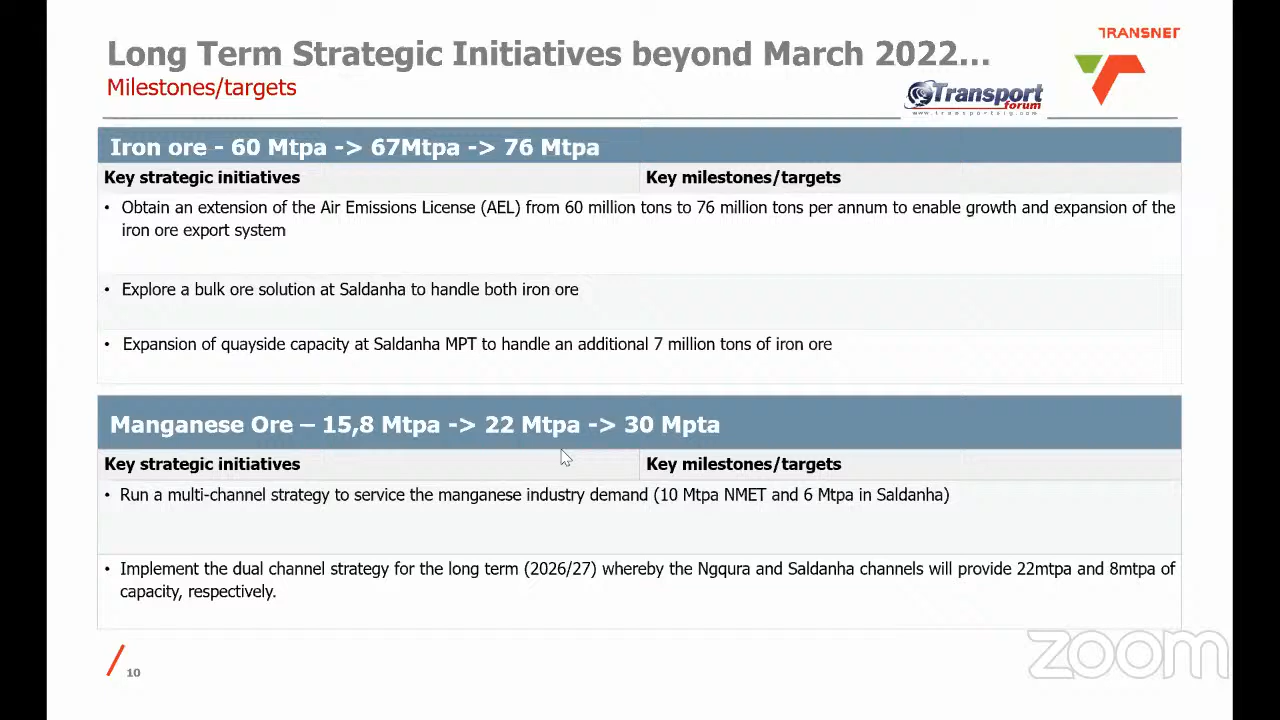 Long Term Strategic Initiatives beyond March 2022...
Milestones/targets
TRANSNET
Transport
forum
www.transportsig.com
Iron ore - 60 Mtpa -> 67Mtpa -> 76 Mtpa
Key strategic initiatives
Key milestones/targets
• Obtain an extension of the Air Emissions License (AEL) from 60 million tons to 76 million tons per annum to enable growth and expansion of the
iron ore export system
• Explore a bulk ore solution at Saldanha to handle both iron ore
• Expansion of quayside capacity at Saldanha MPT to handle an additional 7 million tons of iron ore
Manganese Ore – 15,8 Mtpa -> 22 Mtpa -> 30 Mpta
Key strategic initiatives
Key milestones/targets
• Run a multi-channel strategy to service the manganese industry demand (10 Mtpa NMET and 6 Mtpa in Saldanha)
• Implement the dual channel strategy for the long term (2026/27) whereby the Ngqura and Saldanha channels will provide 22mtpa and 8mtpa of
capacity, respectively.
10
zoom